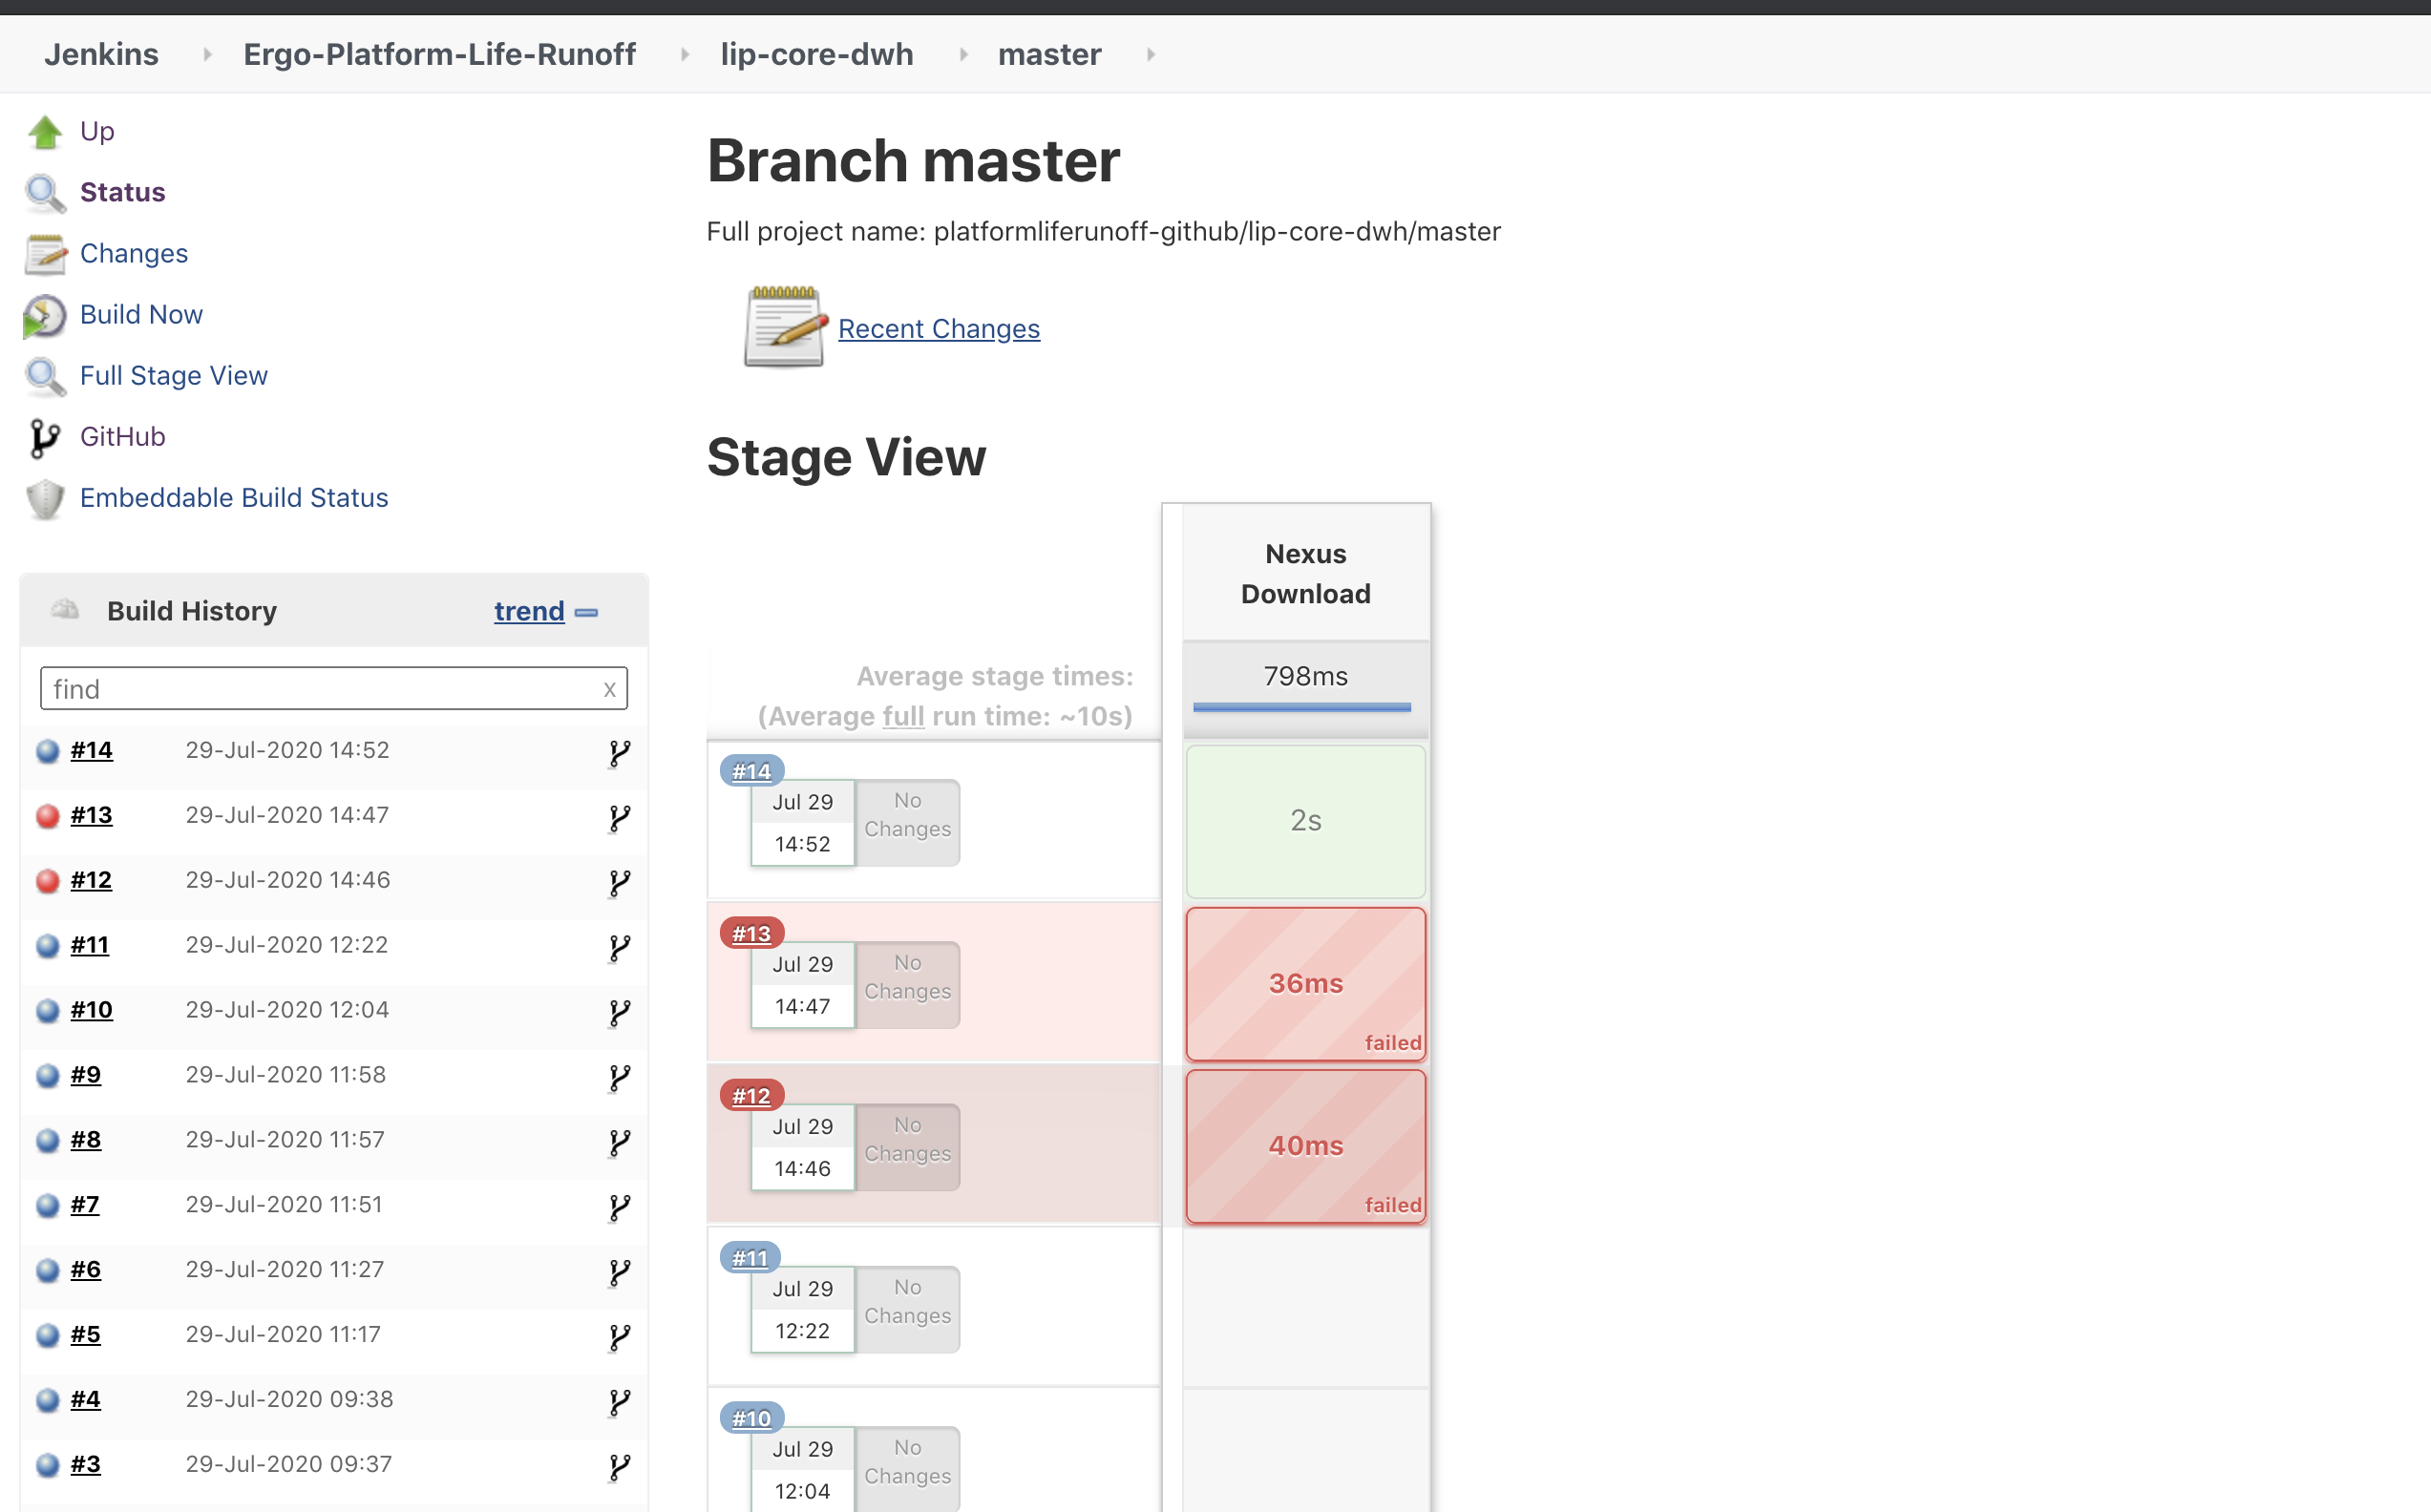 Jenkins Ergo-Platform-Life-Runoff lip-core-dwh master
Up
Status
Changes
Build Now
Full Stage View
GitHub
Embeddable Build Status
Build History trend
find x
#14 29-Jul-2020 14:52
#13 29-Jul-2020 14:47
#12 29-Jul-2020 14:46
#11 29-Jul-2020 12:22
#10 29-Jul-2020 12:04
#9 29-Jul-2020 11:58
#8 29-Jul-2020 11:57
#7 29-Jul-2020 11:51
#6 29-Jul-2020 11:27
#5 29-Jul-2020 11:17
#4 29-Jul-2020 09:38
#3 29-Jul-2020 09:37
Branch master
Full project name: platformliferunoff-github/lip-core-dwh/master
Recent Changes
Stage View
Nexus
Download
Average stage times:
(Average full run time: ~10s)
798ms
#14
Jul 29
14:52
No
Changes
2s
#13
Jul 29
14:47
No
Changes
36ms
failed
#12
Jul 29
14:46
No
Changes
40ms
failed
#11
Jul 29
12:22
No
Changes
#10
Jul 29
12:04
No
Changes